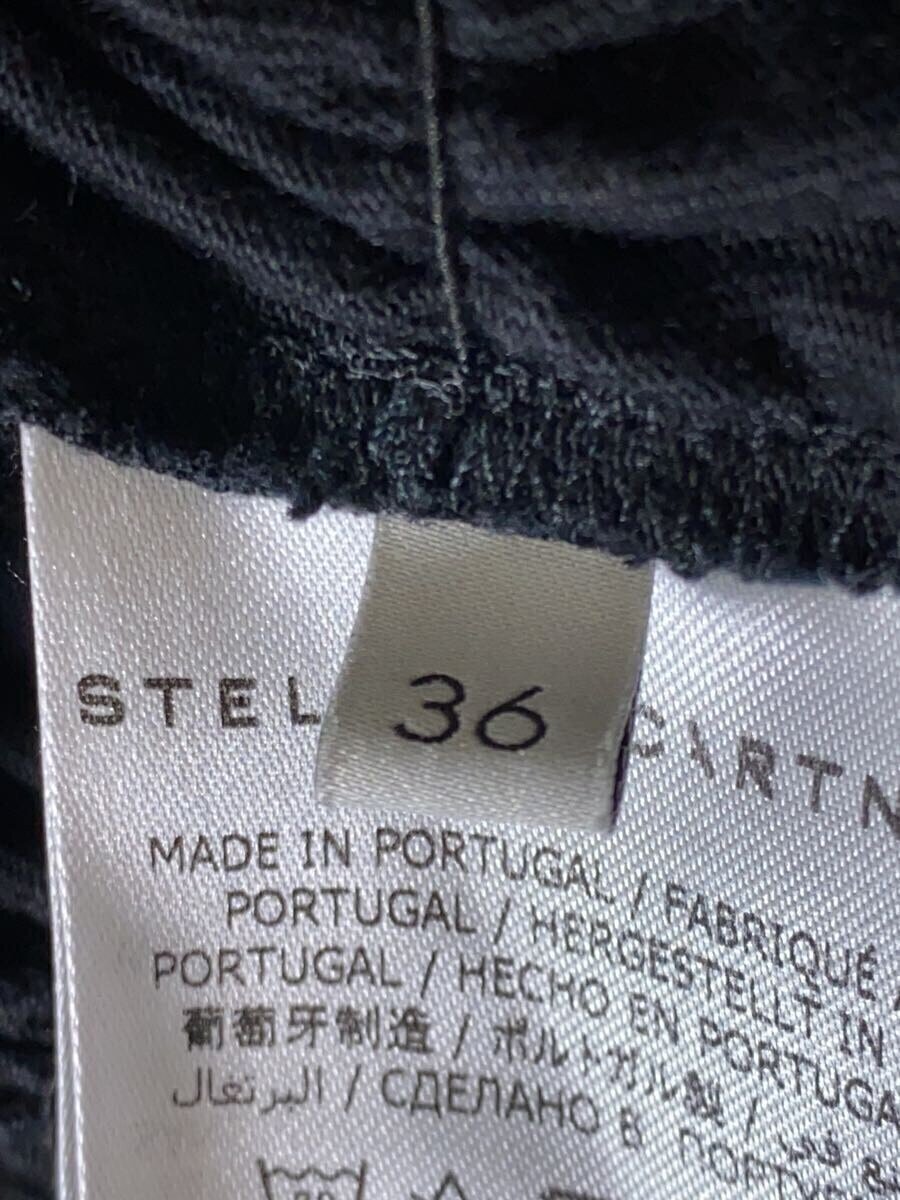 STEL
36
CARTN
MADE IN PORTUGAL / FABRIQUÉ
PORTUGAL / HERGESTELLT IN
PORTUGAL / HECHO EN PORTUGA
葡萄牙制造 / ポルトガル製 /
البرتغال / СДЕЛАНО В